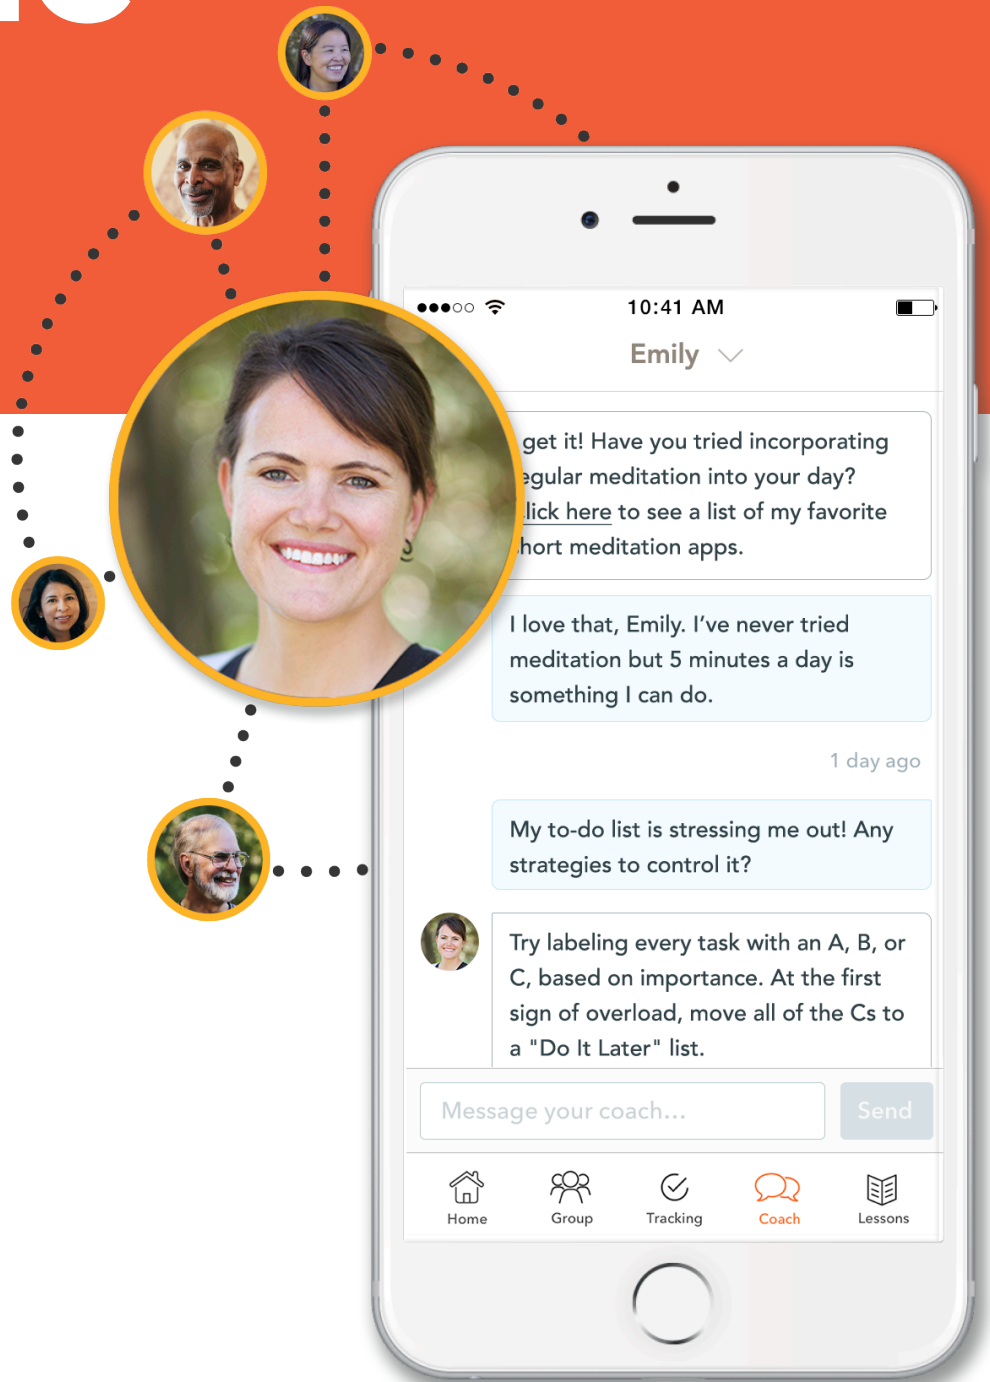 10:41 AM
Emily
get it! Have you tried incorporating
egular meditation into your day?
lick here to see a list of my favorite
hort meditation apps.
I love that, Emily. I've never tried
meditation but 5 minutes a day is
something I can do.
1 day ago
My to-do list is stressing me out! Any
strategies to control it?
Try labeling every task with an A, B, or
C, based on importance. At the first
sign of overload, move all of the Cs to
a "Do It Later" list.
Message your coach...
Send
Home
Group
Tracking
Coach
Lessons